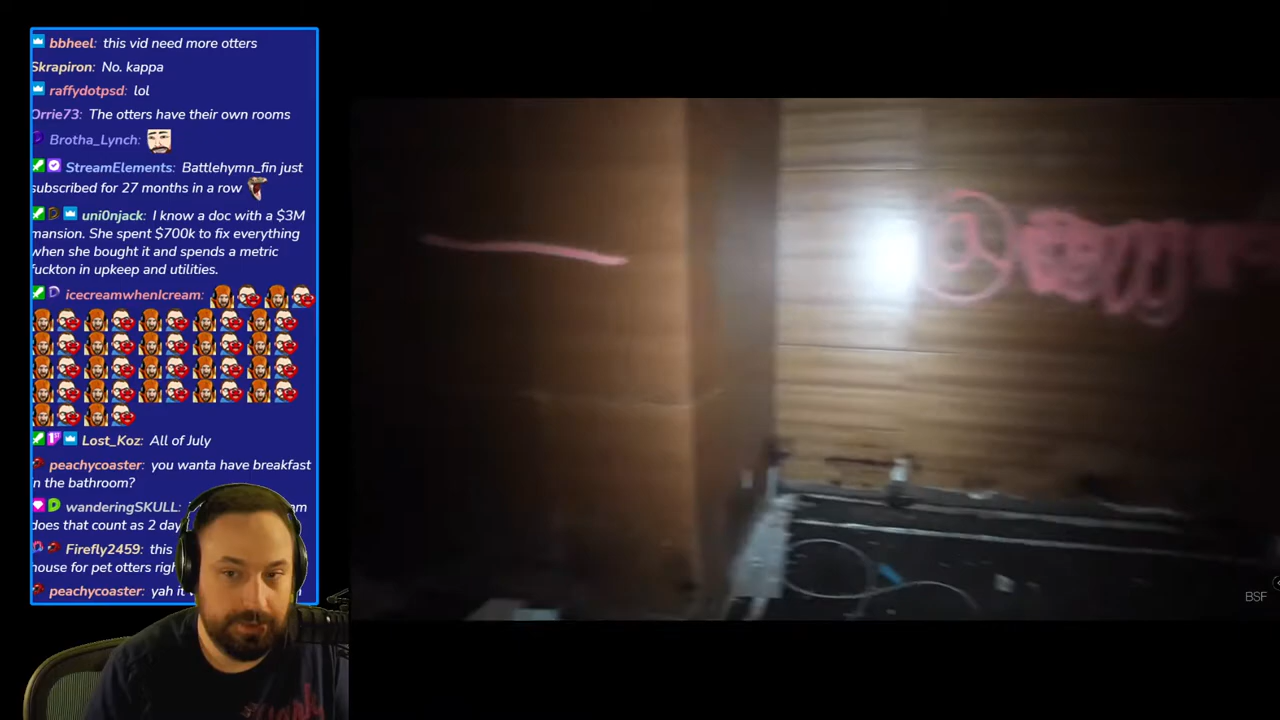 bbheel: this vid need more otters
Skrapiron: No. kappa
raffydotpsd: lol
Orrie73: The otters have their own rooms
Brotha_Lynch:
StreamElements: Battlehymn_fin just
subscribed for 27 months in a row
uni0njack: I know a doc with a $3M
mansion. She spent $700k to fix everything
when she bought it and spends a metric
fuckton in upkeep and utilities.
icecreamwhenIcream:
Lost_Koz: All of July
peachycoaster: you wanta have breakfast
in the bathroom?
wanderingSKULL:
does that count as 2 day
Firefly2459: this
house for pet otters
peachycoaster: yah it
BSF